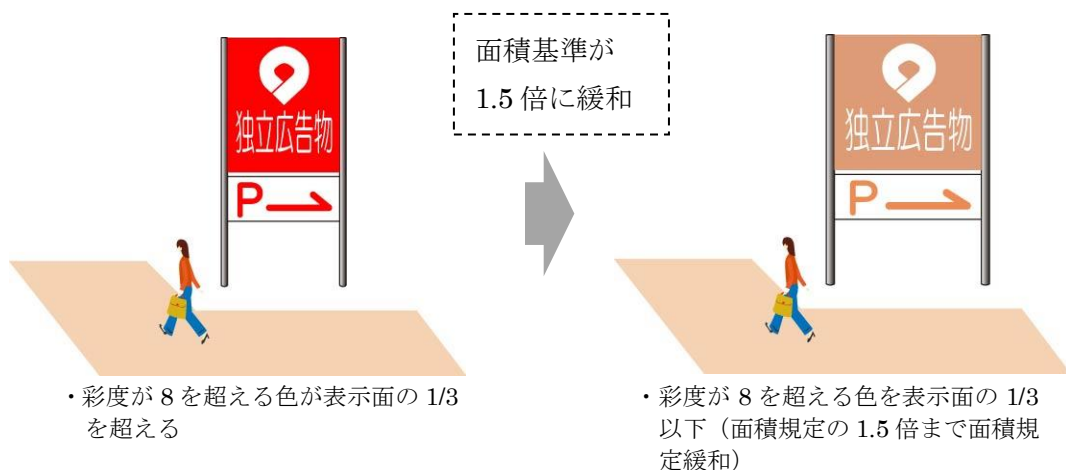 面積基準が
1.5 倍に緩和
独立広告物
P
独立広告物
P
・彩度が 8 を超える色が表示面の 1/3
を超える
・彩度が 8 を超える色を表示面の 1/3
以下（面積規定の 1.5 倍まで面積規
定緩和）